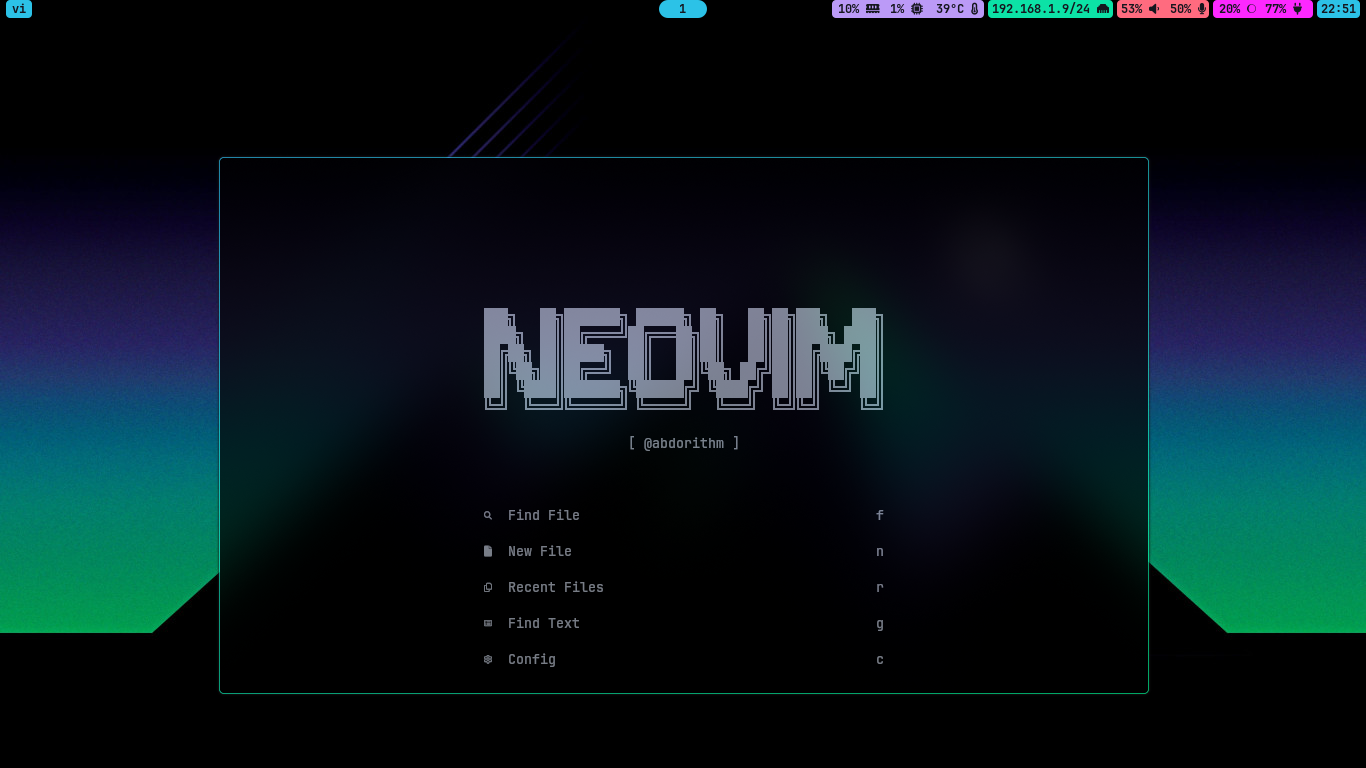 vi 1 10% 1% 39°C 192.168.1.9/24 53% 50% 20% 77% 22:51
NEOVIM
[ @abdorithm ]
Find File f
New File n
Recent Files r
Find Text g
Config c